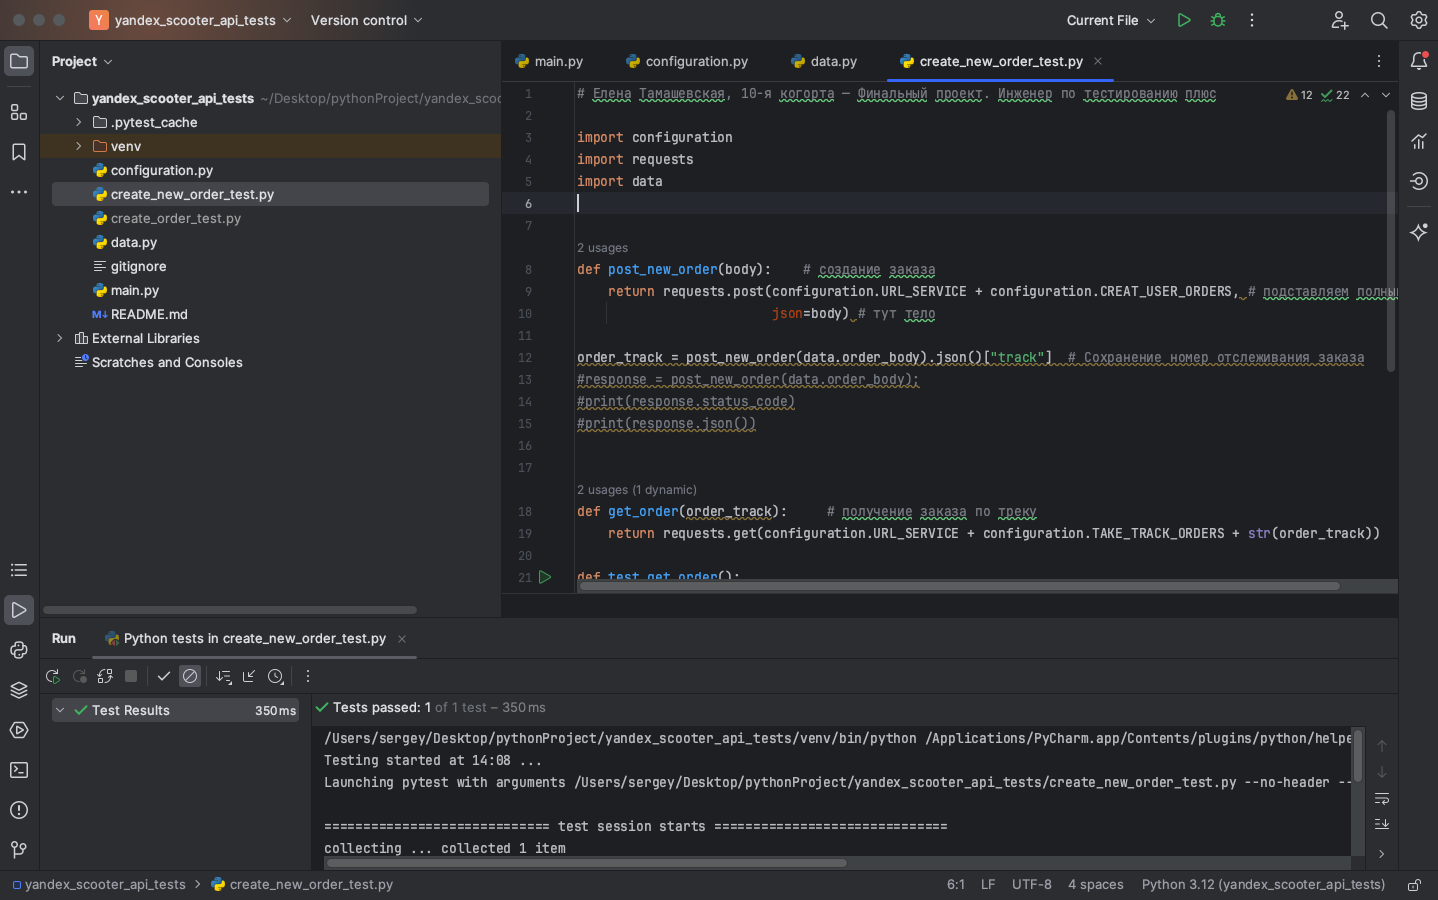 Y yandex_scooter_api_tests Version control Current File
Project
yandex_scooter_api_tests ~/Desktop/pythonProject/yandex_scoo
.pytest_cache
venv
configuration.py
create_new_order_test.py
create_order_test.py
data.py
gitignore
main.py
M↓ README.md
External Libraries
Scratches and Consoles
main.py configuration.py data.py create_new_order_test.py
12 22
1 # Елена Тамашевская, 10-я когорта — Финальный проект. Инженер по тестированию плюс
2
3 import configuration
4 import requests
5 import data
6
7
2 usages
8 def post_new_order(body): # создание заказа
9 return requests.post(configuration.URL_SERVICE + configuration.CREAT_USER_ORDERS, # подставляем полны
10 json=body) # тут тело
11
12 order_track = post_new_order(data.order_body).json()["track"] # Сохранение номер отслеживания заказа
13 #response = post_new_order(data.order_body);
14 #print(response.status_code)
15 #print(response.json())
16
17
2 usages (1 dynamic)
18 def get_order(order_track): # получение заказа по треку
19 return requests.get(configuration.URL_SERVICE + configuration.TAKE_TRACK_ORDERS + str(order_track))
20
21 def test_get_order():
Run Python tests in create_new_order_test.py
Test Results 350 ms
Tests passed: 1 of 1 test – 350 ms
/Users/sergey/Desktop/pythonProject/yandex_scooter_api_tests/venv/bin/python /Applications/PyCharm.app/Contents/plugins/python/helpe
Testing started at 14:08 ...
Launching pytest with arguments /Users/sergey/Desktop/pythonProject/yandex_scooter_api_tests/create_new_order_test.py --no-header --
============================= test session starts ==============================
collecting ... collected 1 item
yandex_scooter_api_tests > create_new_order_test.py 6:1 LF UTF-8 4 spaces Python 3.12 (yandex_scooter_api_tests)